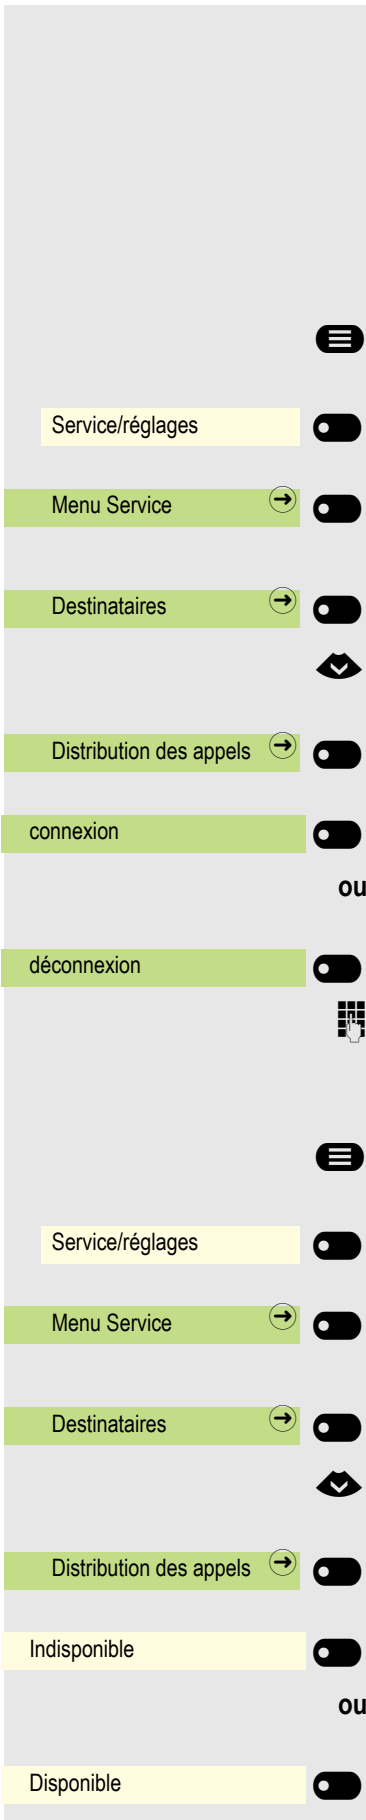 Service/réglages
Menu Service
Destinataires
Distribution des appels
connexion
ou
déconnexion
Service/réglages
Menu Service
Destinataires
Distribution des appels
Indisponible
ou
Disponible